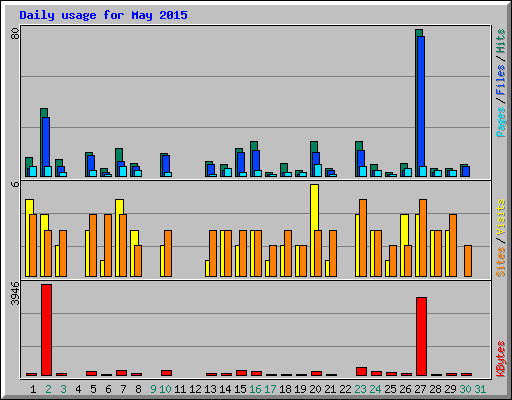 Daily usage for May 2015
80
6
3946
Pages / Files / Hits
Sites / Visits
KBytes
1 2 3 4 5 6 7 8 9 10 11 12 13 14 15 16 17 18 19 20 21 22 23 24 25 26 27 28 29 30 31